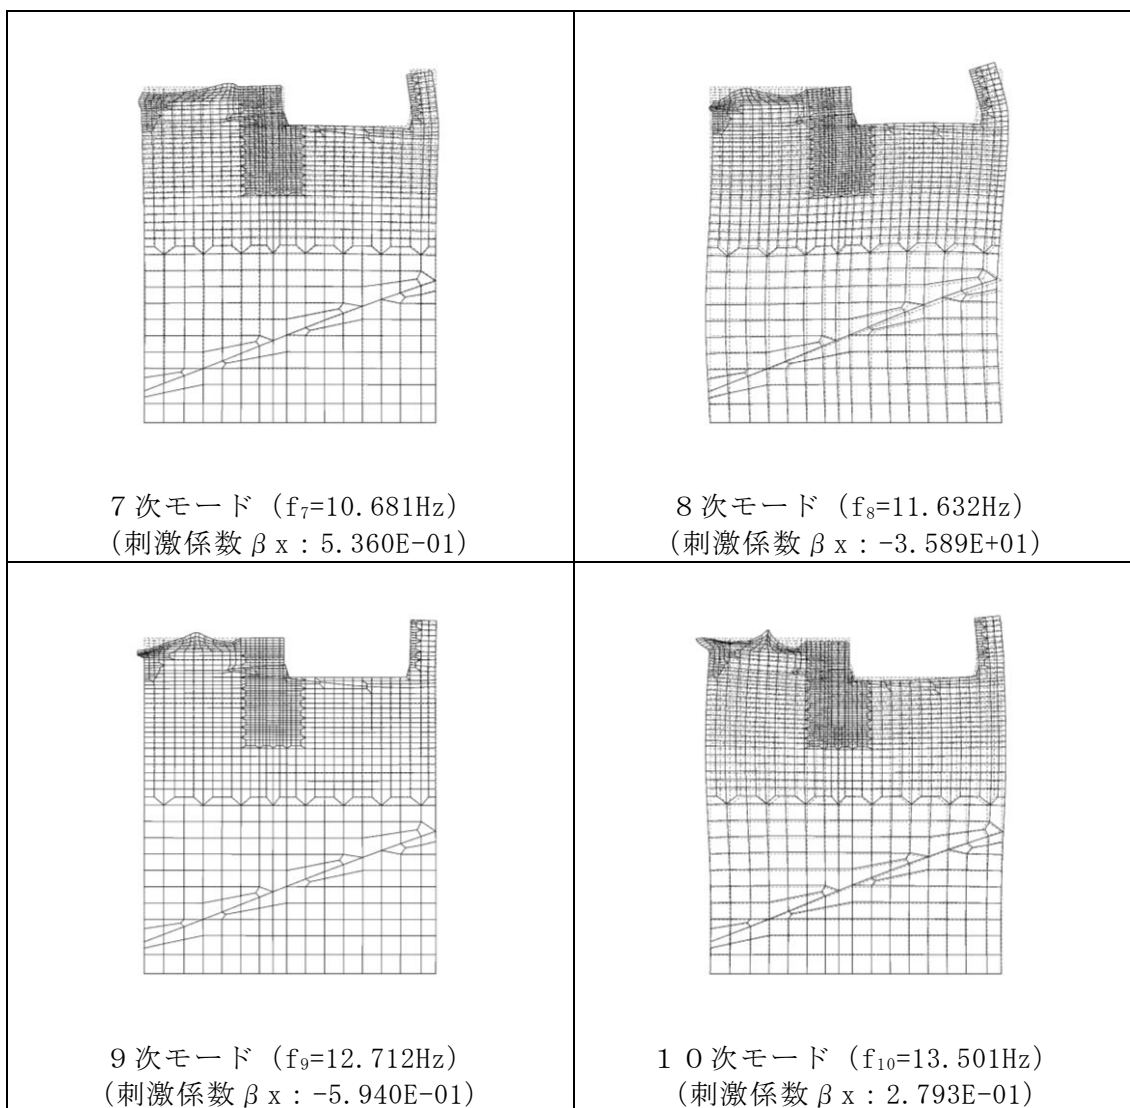 7次モード (f₇=10.681Hz)
(刺激係数βx：5.360E-01)
8次モード (f₈=11.632Hz)
(刺激係数βx：-3.589E+01)
9次モード (f₉=12.712Hz)
(刺激係数βx：-5.940E-01)
10次モード (f₁₀=13.501Hz)
(刺激係数βx：2.793E-01)